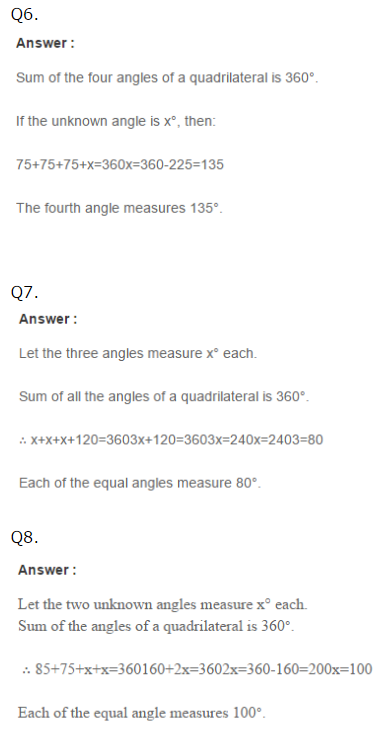 Q6.
Answer :
Sum of the four angles of a quadrilateral is 360°.
If the unknown angle is x°, then:
75+75+75+x=360x=360-225=135
The fourth angle measures 135°.
Q7.
Answer :
Let the three angles measure x° each.
Sum of all the angles of a quadrilateral is 360°.
∴ x+x+x+120=3603x+120=3603x=240x=2403=80
Each of the equal angles measure 80°.
Q8.
Answer :
Let the two unknown angles measure x° each.
Sum of the angles of a quadrilateral is 360°.
∴ 85+75+x+x=360160+2x=3602x=360-160=200x=100
Each of the equal angle measures 100°.